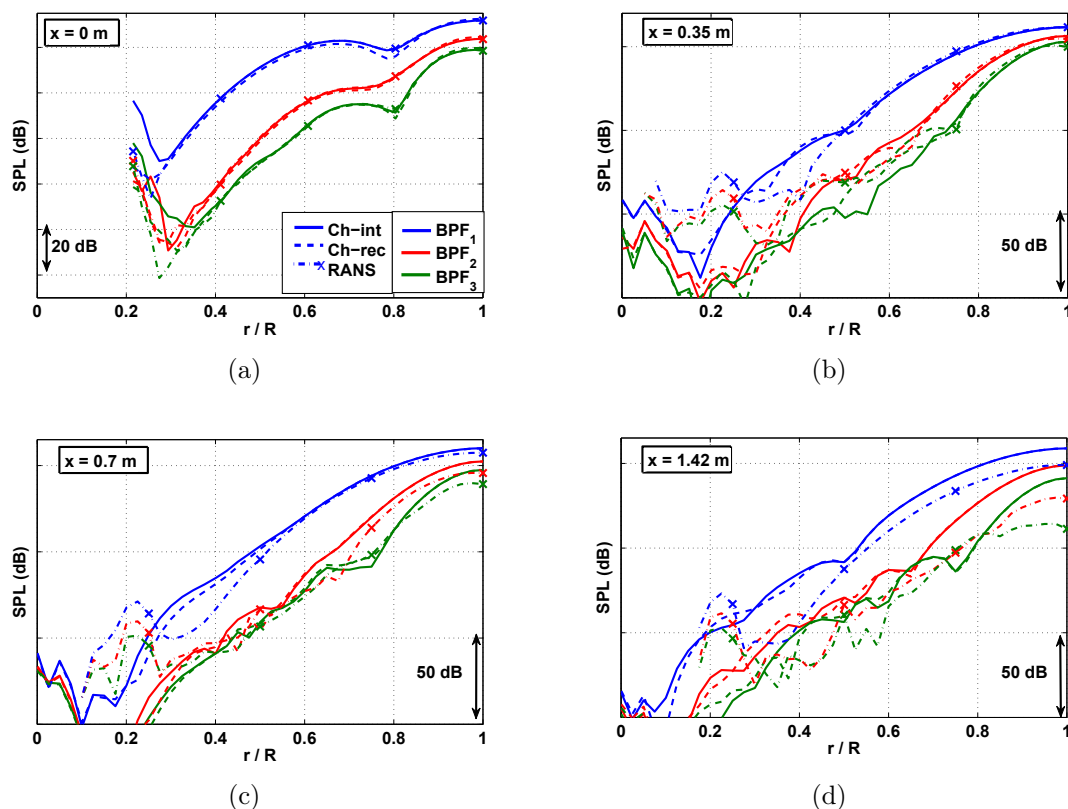 x = 0 m
SPL (dB)
20 dB
Ch−int
Ch−rec
RANS
BPF1
BPF2
BPF3
0 0.2 0.4 0.6 0.8 1
r / R
(a)
x = 0.35 m
SPL (dB)
50 dB
0 0.2 0.4 0.6 0.8 1
r / R
(b)
x = 0.7 m
SPL (dB)
50 dB
0 0.2 0.4 0.6 0.8 1
r / R
(c)
x = 1.42 m
SPL (dB)
50 dB
0 0.2 0.4 0.6 0.8 1
r / R
(d)